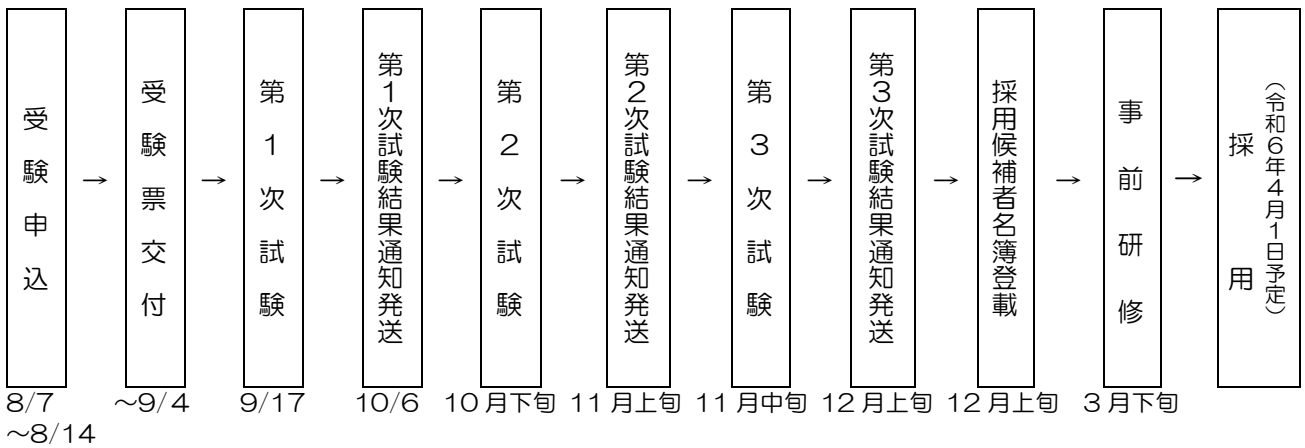 受験申込
→
受験票交付
→
第1次試験
→
第1次試験結果通知発送
→
第2次試験
→
第2次試験結果通知発送
→
第3次試験
→
第3次試験結果通知発送
→
採用候補者名簿登載
→
事前研修
→
採用
(令和6年4月1日予定)
8/7
～8/14
～9/4
9/17
10/6
10月下旬
11月上旬
11月中旬
12月上旬
12月上旬
3月下旬